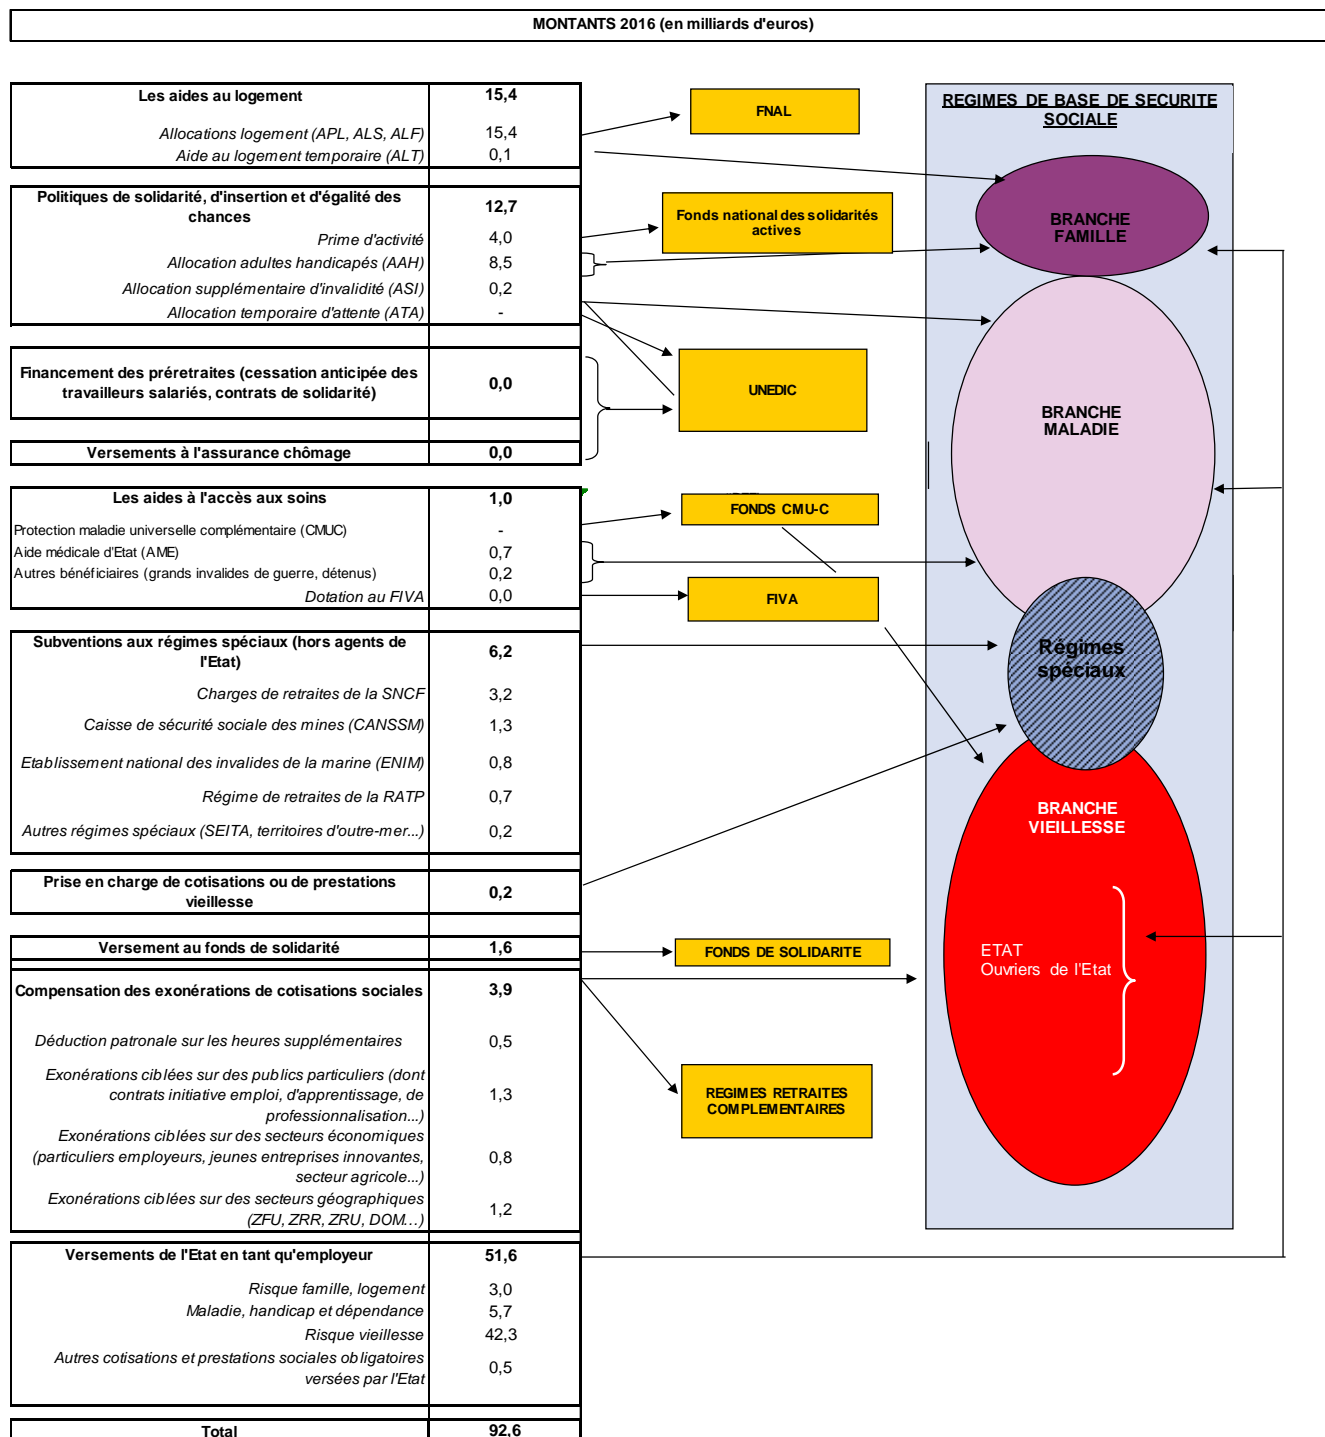 MONTANTS 2016 (en milliards d'euros)
Les aides au logement 15,4
Allocations logement (APL, ALS, ALF) 15,4
Aide au logement temporaire (ALT) 0,1
Politiques de solidarité, d'insertion et d'égalité des
chances 12,7
Prime d'activité 4,0
Allocation adultes handicapés (AAH) 8,5
Allocation supplémentaire d'invalidité (ASI) 0,2
Allocation temporaire d'attente (ATA) -
Financement des préretraites (cessation anticipée des
travailleurs salariés, contrats de solidarité) 0,0
Versements à l'assurance chômage 0,0
Les aides à l'accès aux soins 1,0
Protection maladie universelle complémentaire (CMUC) -
Aide médicale d'Etat (AME) 0,7
Autres bénéficiaires (grands invalides de guerre, détenus) 0,2
Dotation au FIVA 0,0
Subventions aux régimes spéciaux (hors agents de
l'Etat) 6,2
Charges de retraites de la SNCF 3,2
Caisse de sécurité sociale des mines (CANSSM) 1,3
Etablissement national des invalides de la marine (ENIM) 0,8
Régime de retraites de la RATP 0,7
Autres régimes spéciaux (SEITA, territoires d'outre-mer...) 0,2
Prise en charge de cotisations ou de prestations
vieillesse 0,2
Versement au fonds de solidarité 1,6
Compensation des exonérations de cotisations sociales 3,9
Déduction patronale sur les heures supplémentaires 0,5
Exonérations ciblées sur des publics particuliers (dont
contrats initiative emploi, d'apprentissage, de
professionnalisation...) 1,3
Exonérations ciblées sur des secteurs économiques
(particuliers employeurs, jeunes entreprises innovantes,
secteur agricole...) 0,8
Exonérations ciblées sur des secteurs géographiques
(ZFU, ZRR, ZRU, DOM...) 1,2
Versements de l'Etat en tant qu'employeur 51,6
Risque famille, logement 3,0
Maladie, handicap et dépendance 5,7
Risque vieillesse 42,3
Autres cotisations et prestations sociales obligatoires
versées par l'Etat 0,5
Total 92,6
FNAL
Fonds national des solidarités
actives
UNEDIC
FONDS CMU-C
FIVA
FONDS DE SOLIDARITE
REGIMES RETRAITES
COMPLEMENTAIRES
REGIMES DE BASE DE SECURITE
SOCIALE
BRANCHE
FAMILLE
BRANCHE
MALADIE
Régimes
spéciaux
BRANCHE
VIEILLESSE
ETAT
Ouvriers de l'Etat